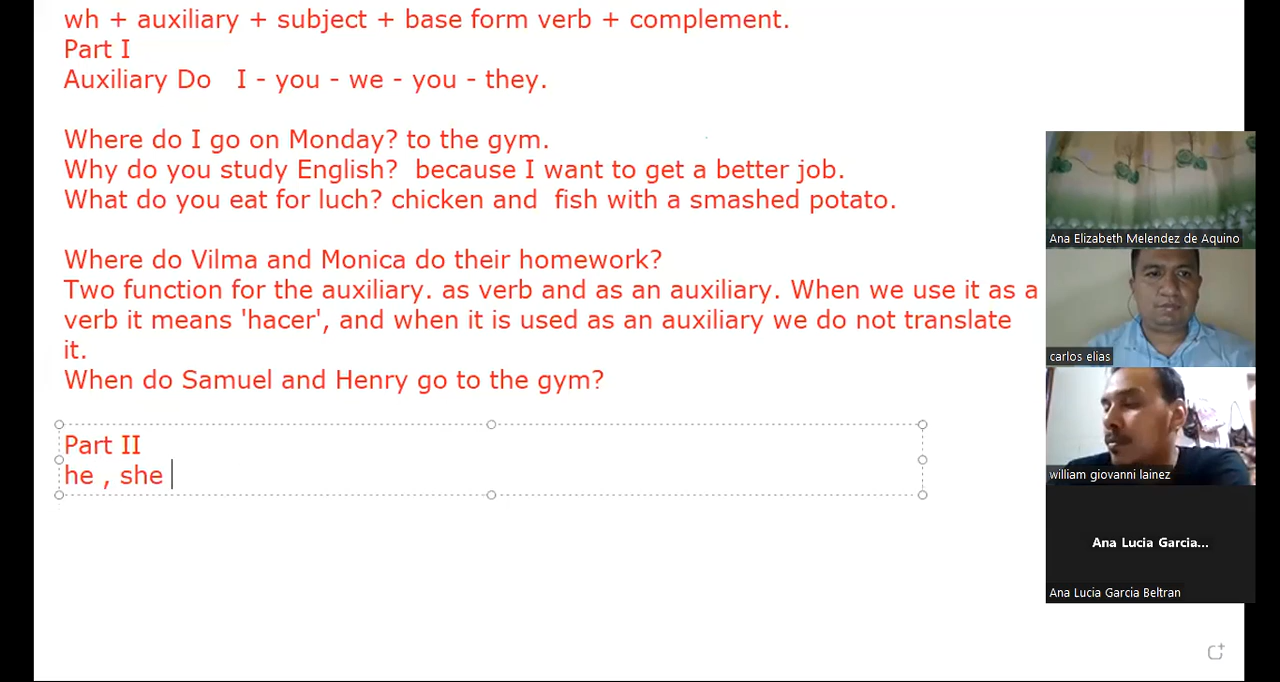 wh + auxiliary + subject + base form verb + complement.
Part I
Auxiliary Do I - you - we - you - they.
Where do I go on Monday? to the gym.
Why do you study English? because I want to get a better job.
What do you eat for luch? chicken and fish with a smashed potato.
Where do Vilma and Monica do their homework?
Two function for the auxiliary. as verb and as an auxiliary. When we use it as a
verb it means 'hacer', and when it is used as an auxiliary we do not translate
it.
When do Samuel and Henry go to the gym?
Part II
he , she
Ana Elizabeth Melendez de Aquino
carlos elias
william giovanni lainez
Ana Lucia Garcia...
Ana Lucia Garcia Beltran